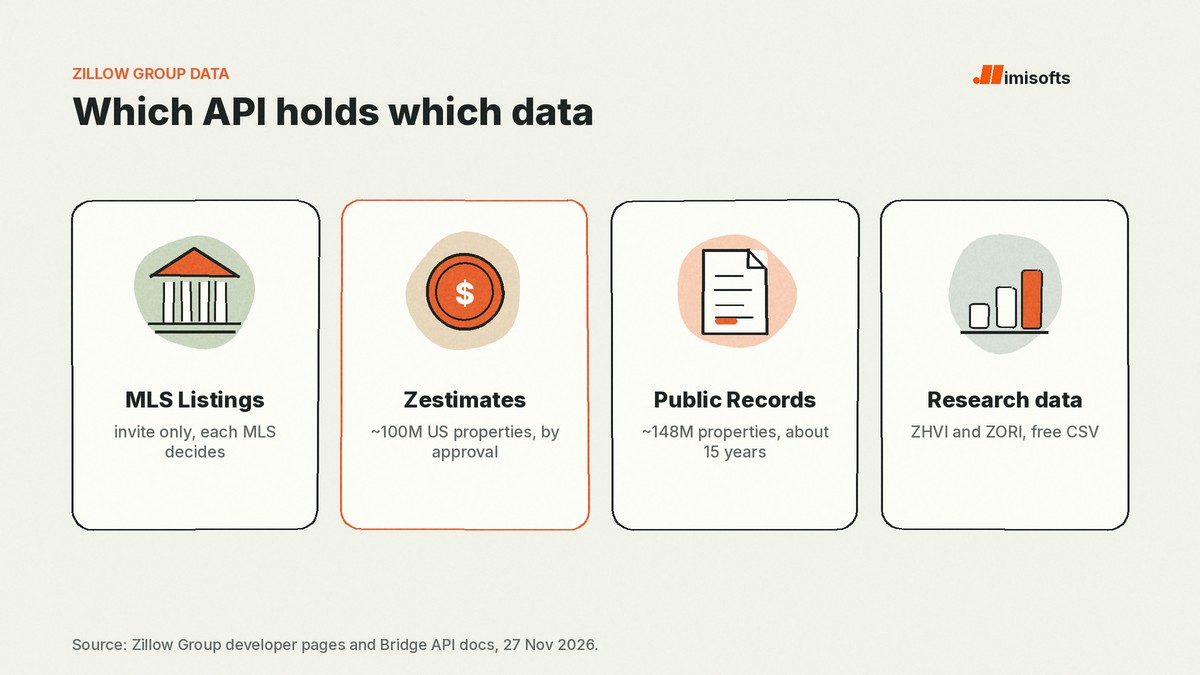 ZILLOW GROUP DATA
Which API holds which data
imisofts
$
MLS Listings
invite only, each MLS
decides
Zestimates
~100M US properties, by
approval
Public Records
~148M properties, about
15 years
Research data
ZHVI and ZORI, free CSV
Source: Zillow Group developer pages and Bridge API docs, 27 Nov 2026.